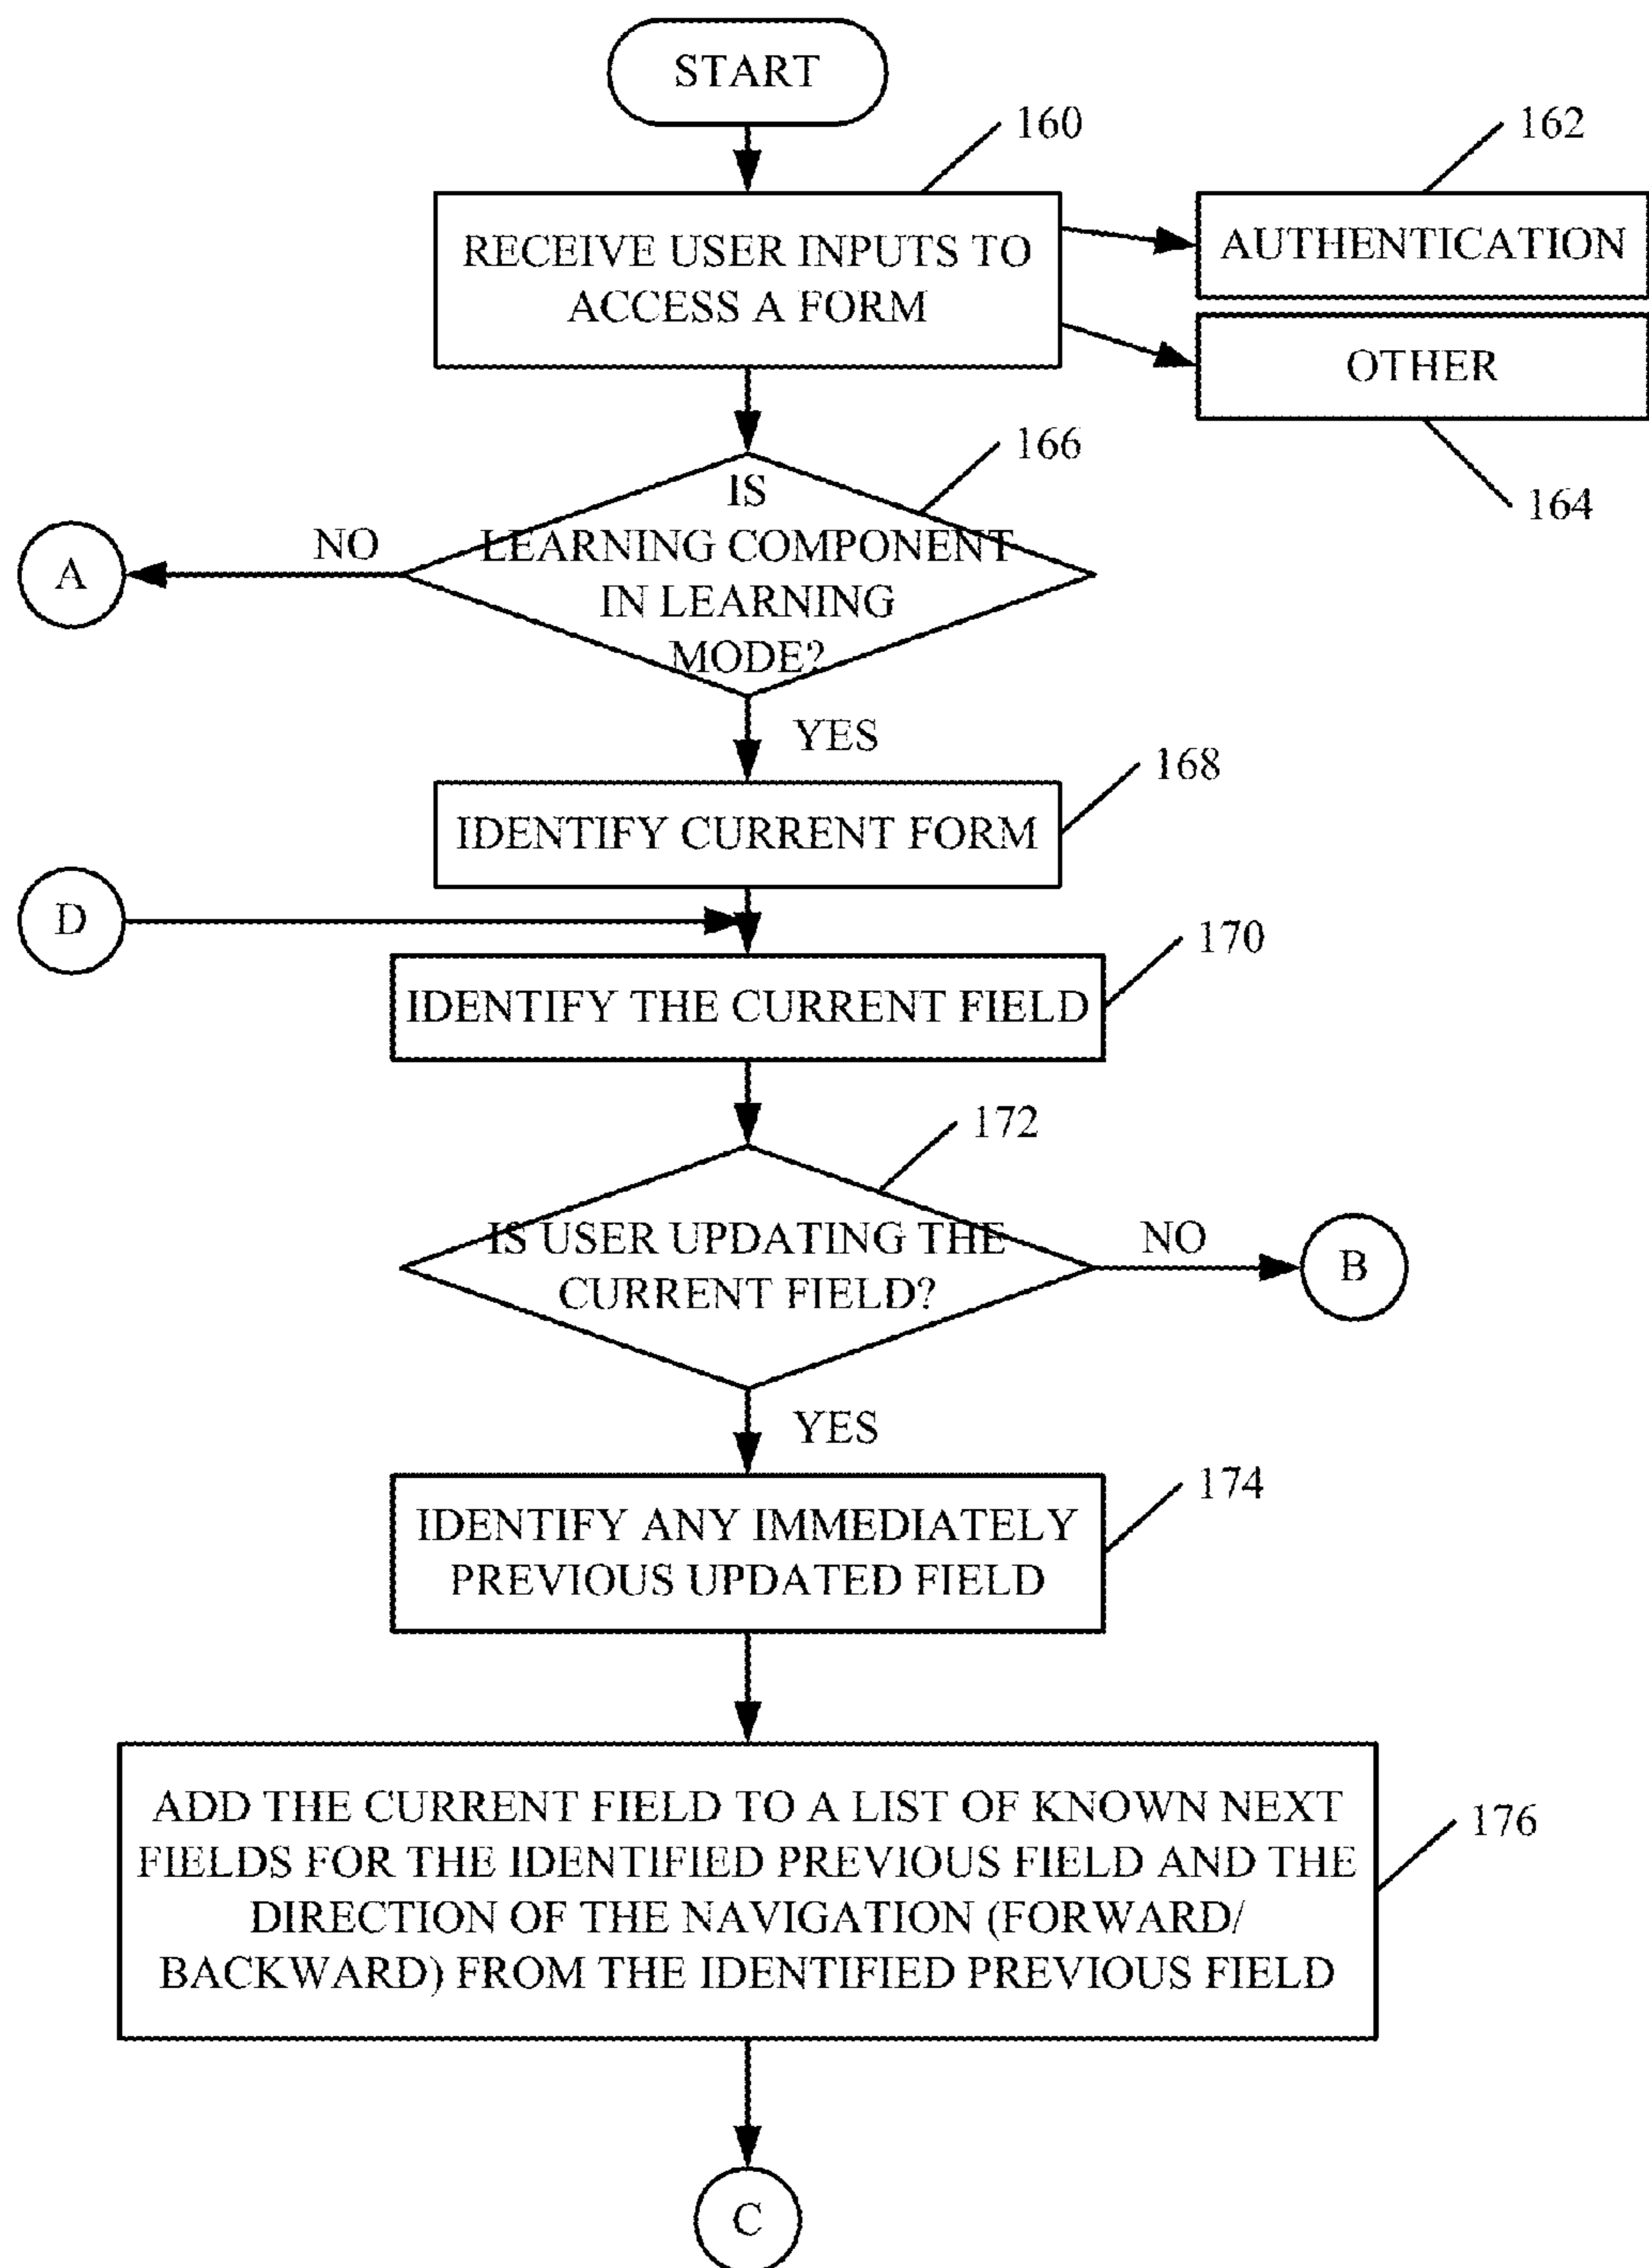 START
160
162
RECEIVE USER INPUTS TO
ACCESS A FORM
AUTHENTICATION
OTHER
164
166
IS
LEARNING COMPONENT
IN LEARNING
MODE?
NO
A
YES
168
IDENTIFY CURRENT FORM
D
170
IDENTIFY THE CURRENT FIELD
172
IS USER UPDATING THE
CURRENT FIELD?
NO
B
YES
174
IDENTIFY ANY IMMEDIATELY
PREVIOUS UPDATED FIELD
176
ADD THE CURRENT FIELD TO A LIST OF KNOWN NEXT
FIELDS FOR THE IDENTIFIED PREVIOUS FIELD AND THE
DIRECTION OF THE NAVIGATION (FORWARD/
BACKWARD) FROM THE IDENTIFIED PREVIOUS FIELD
C